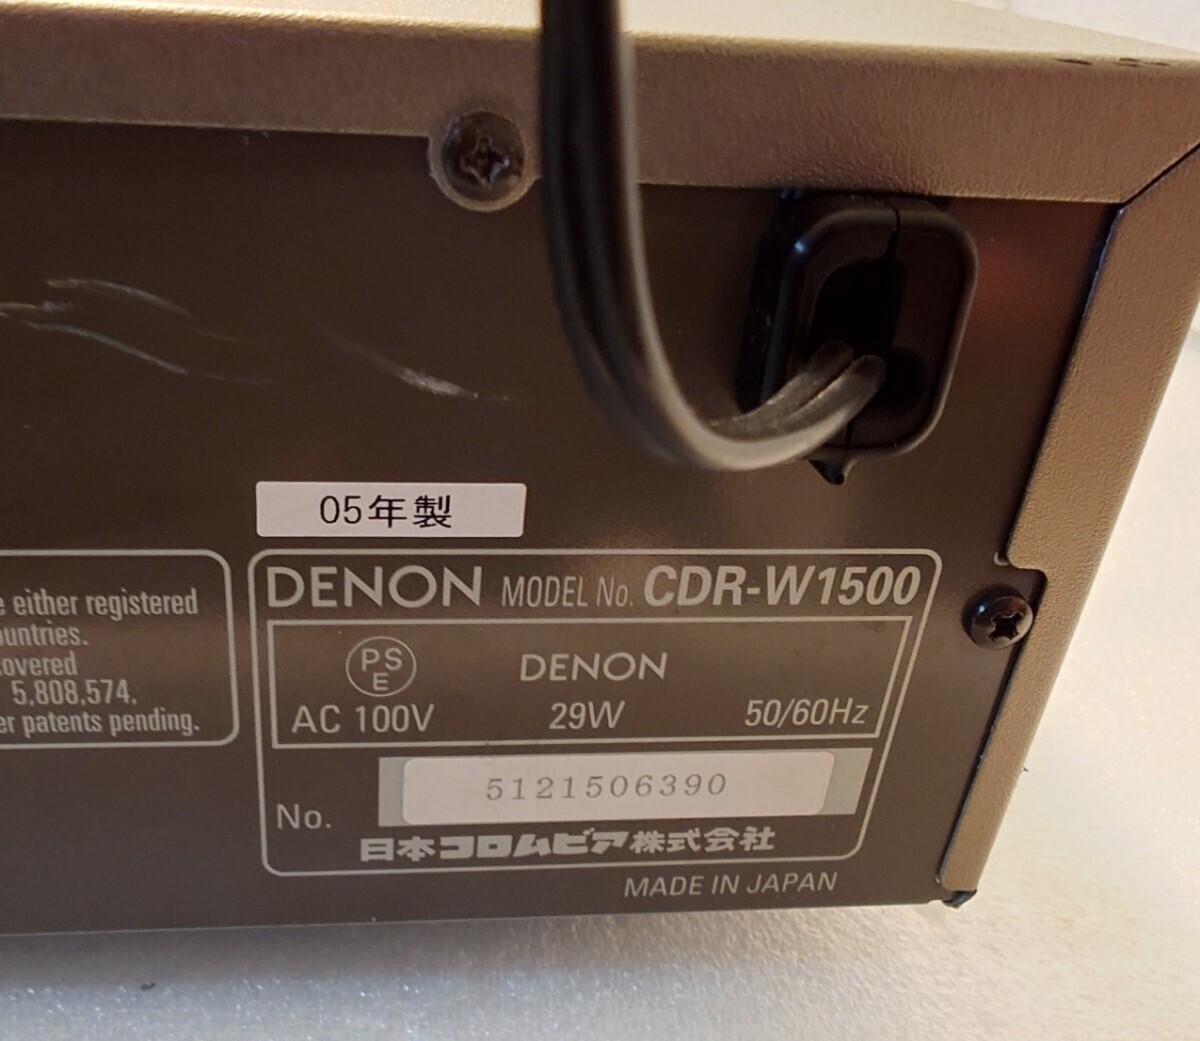 05年製
e either registered
ountries.
overed
5,808,574.
er patents pending.
DENON MODEL No. CDR-W1500
PSE
DENON
AC 100V 29W 50/60Hz
No. 5121506390
日本コロムビア株式会社
MADE IN JAPAN